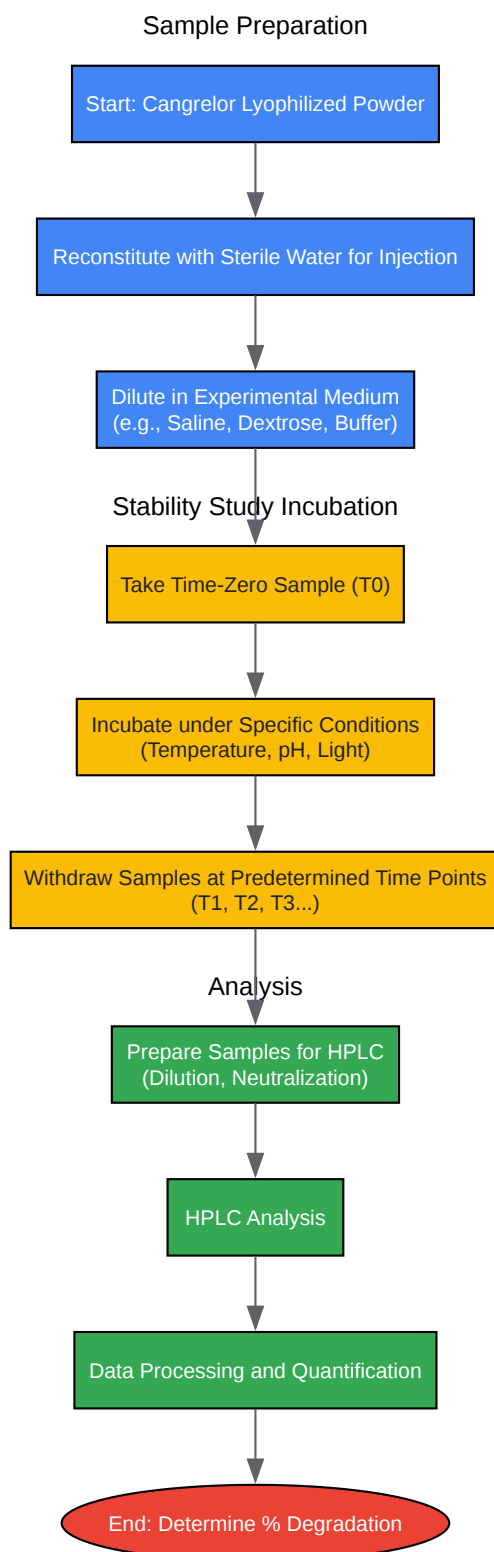 Sample Preparation
Start: Cangrelor Lyophilized Powder
Reconstitute with Sterile Water for Injection
Dilute in Experimental Medium
(e.g., Saline, Dextrose, Buffer)
Stability Study Incubation
Take Time-Zero Sample (T0)
Incubate under Specific Conditions
(Temperature, pH, Light)
Withdraw Samples at Predetermined Time Points
(T1, T2, T3...)
Analysis
Prepare Samples for HPLC
(Dilution, Neutralization)
HPLC Analysis
Data Processing and Quantification
End: Determine % Degradation